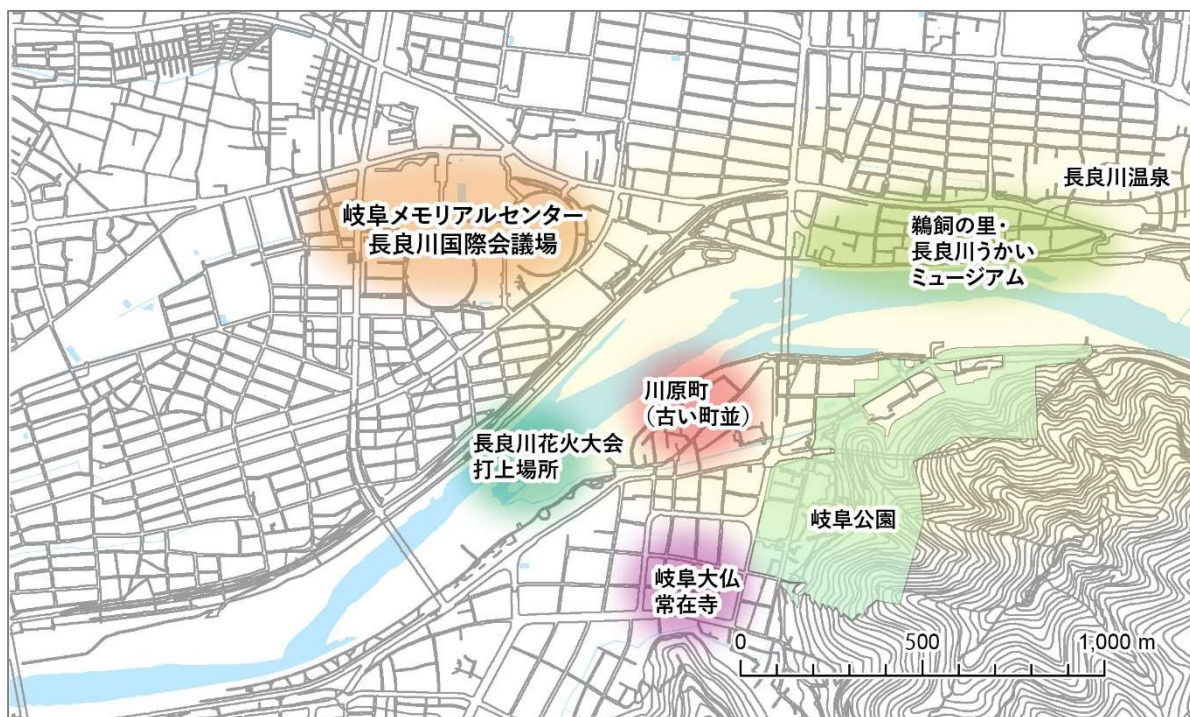 長良川温泉
岐阜メモリアルセンター
長良川国際会議場
鵜飼の里・
長良川うかい
ミュージアム
川原町
（古い町並）
長良川花火大会
打上場所
岐阜公園
岐阜大仏
常在寺
0 500 1,000 m